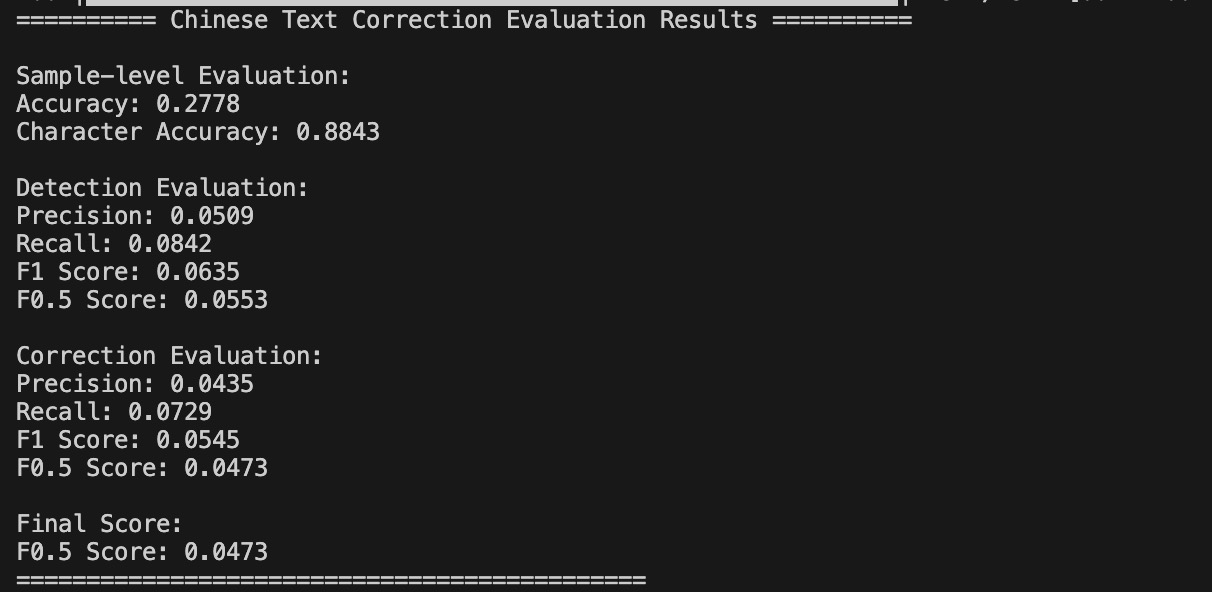 ========== Chinese Text Correction Evaluation Results ==========
Sample-level Evaluation:
Accuracy: 0.2778
Character Accuracy: 0.8843
Detection Evaluation:
Precision: 0.0509
Recall: 0.0842
F1 Score: 0.0635
F0.5 Score: 0.0553
Correction Evaluation:
Precision: 0.0435
Recall: 0.0729
F1 Score: 0.0545
F0.5 Score: 0.0473
Final Score:
F0.5 Score: 0.0473
=============================================